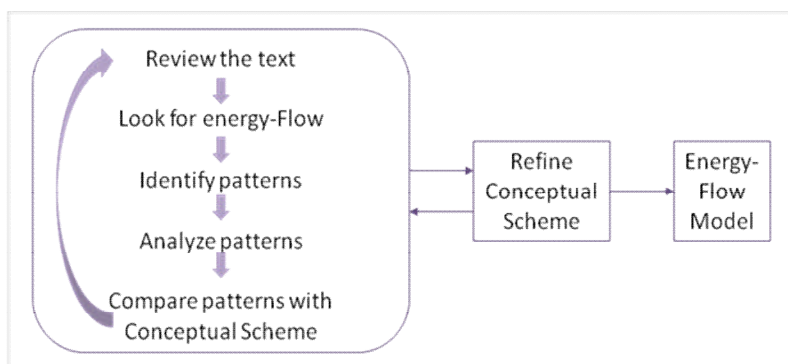 Review the text
Look for energy-Flow
Identify patterns
Analyze patterns
Compare patterns with
Conceptual Scheme
Refine
Conceptual
Scheme
Energy-
Flow
Model